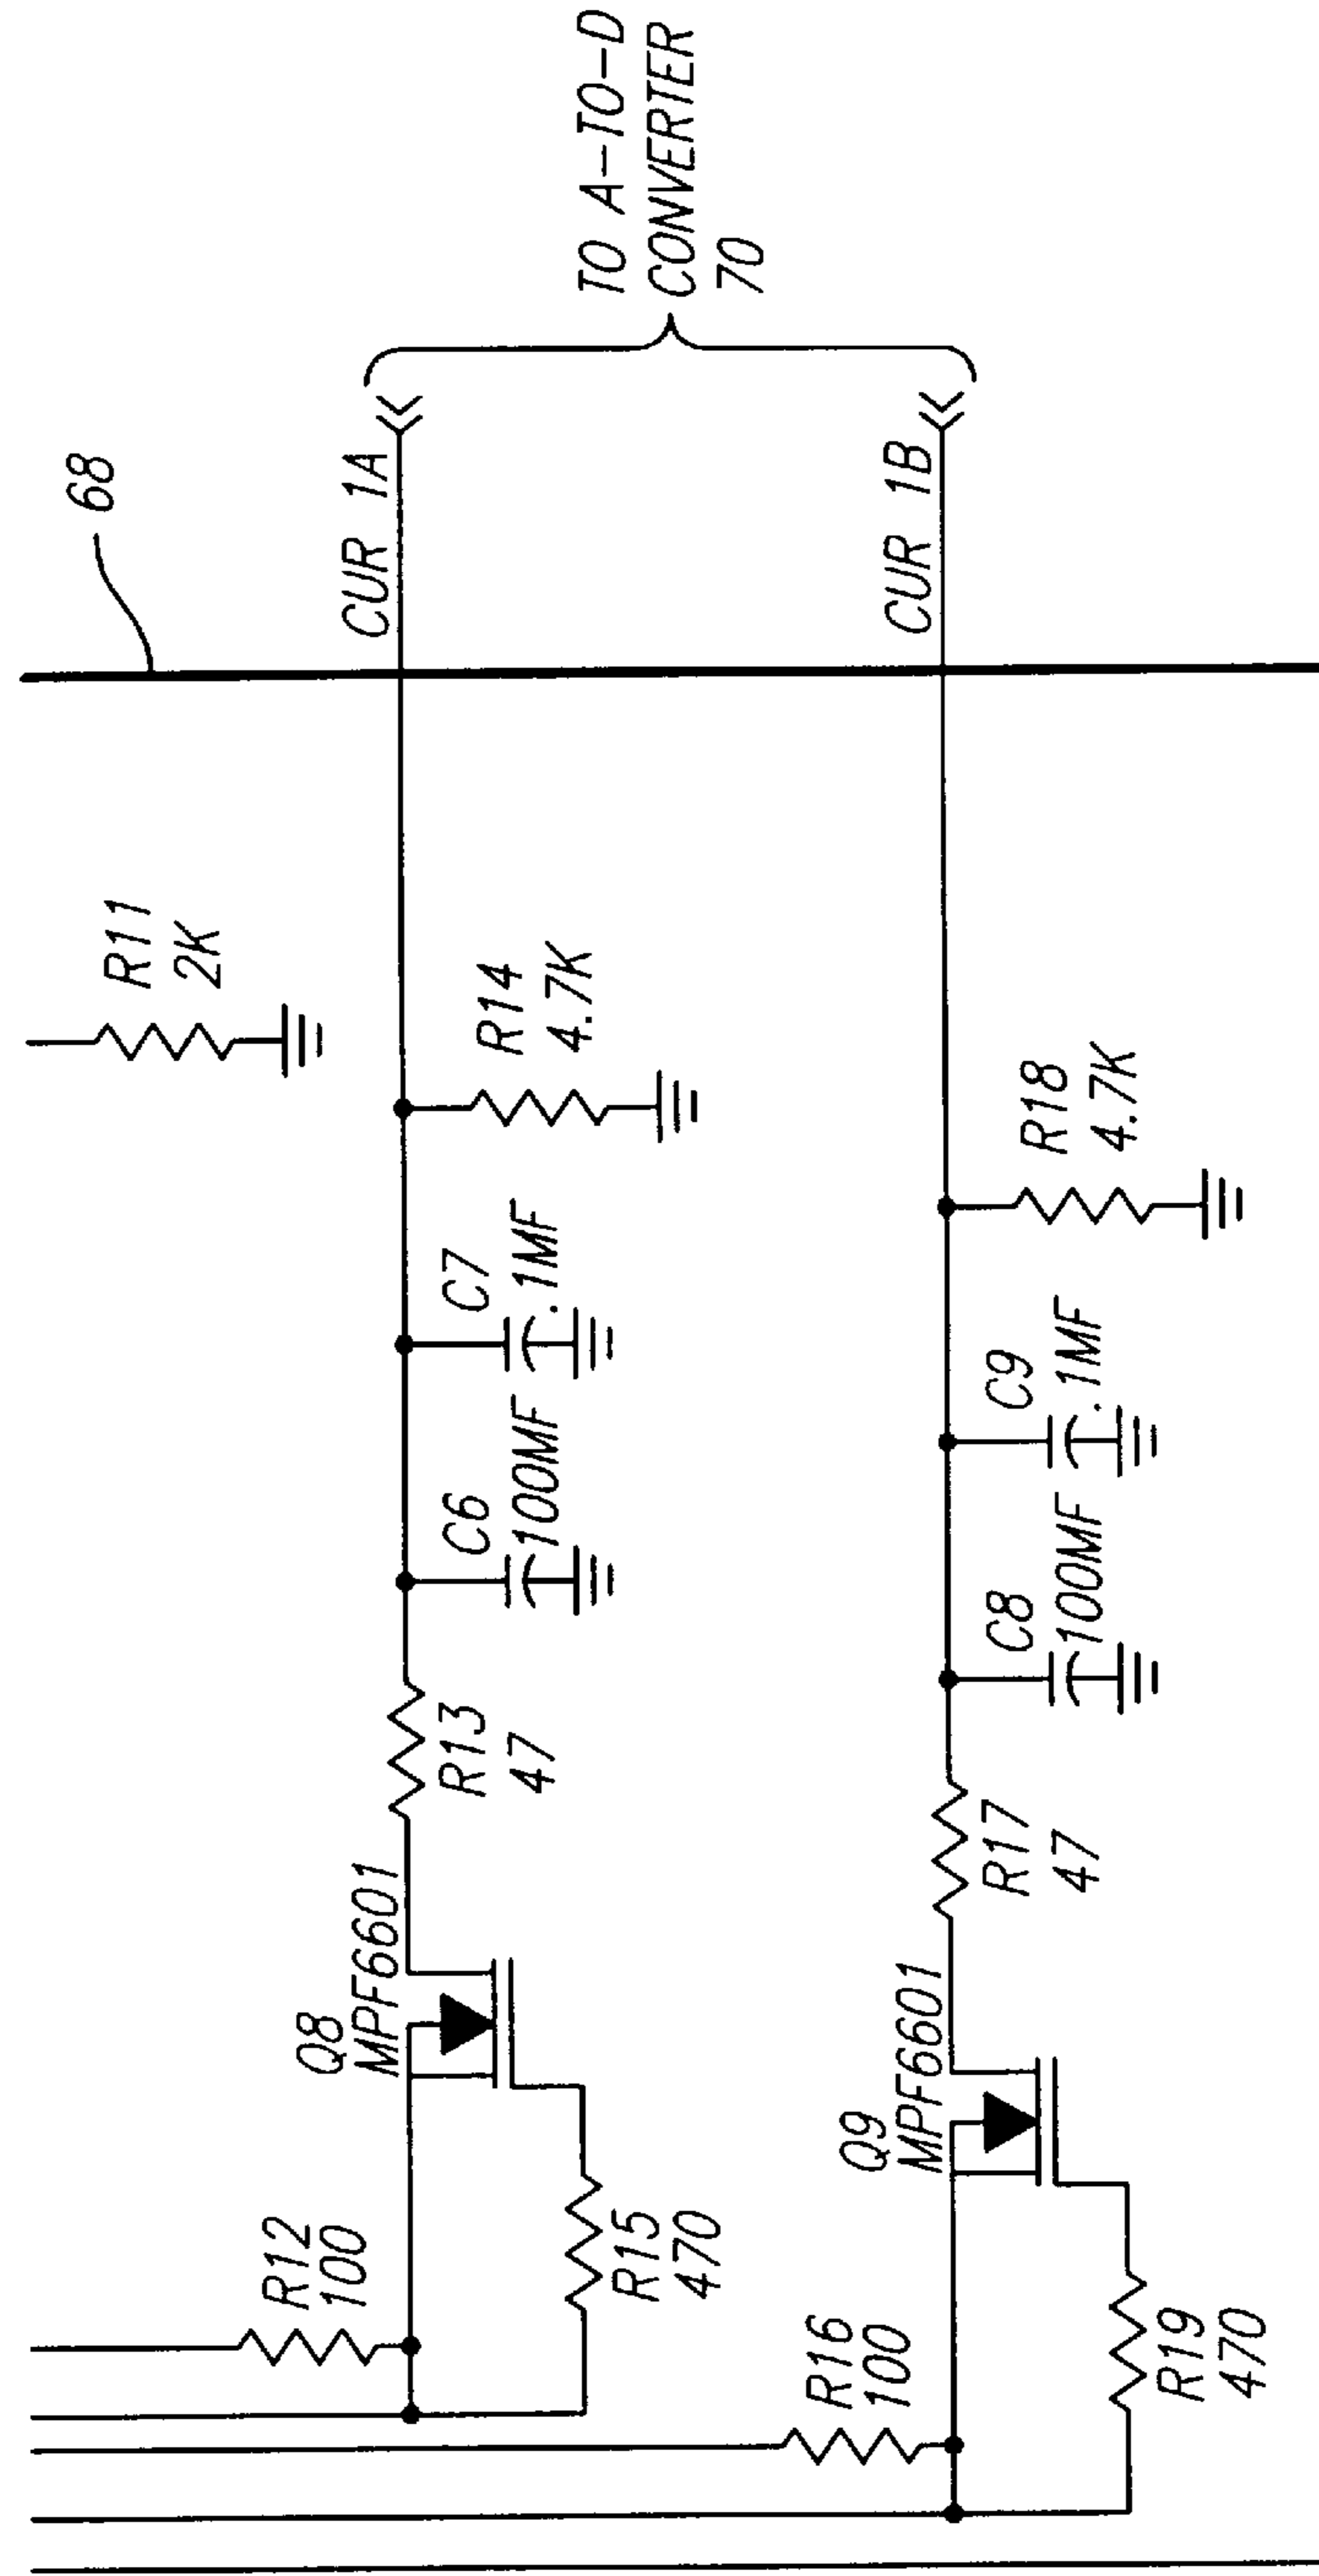 68
R11
2K
R12
100
Q8
MPF6601
R13
47
C6
100MF
C7
.1MF
R14
4.7K
CUR 1A
R15
470
TO A-TO-D
CONVERTER
70
R16
100
Q9
MPF6601
R17
47
C8
100MF
C9
.1MF
R18
4.7K
CUR 1B
R19
470